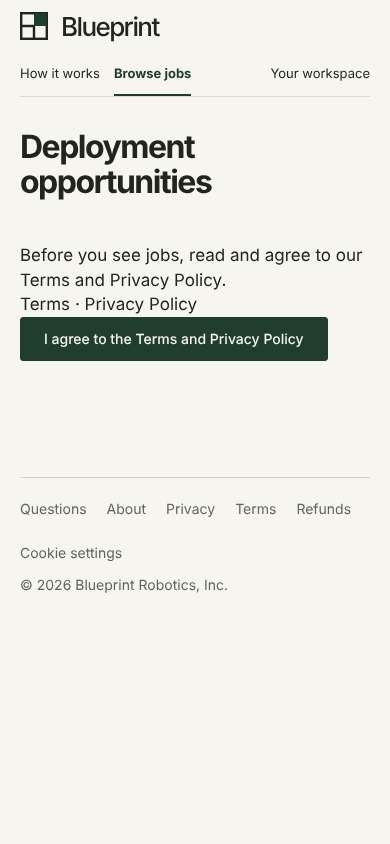 Blueprint
How it works Browse jobs Your workspace
Deployment
opportunities
Before you see jobs, read and agree to our
Terms and Privacy Policy.
Terms · Privacy Policy
I agree to the Terms and Privacy Policy
Questions About Privacy Terms Refunds
Cookie settings
© 2026 Blueprint Robotics, Inc.